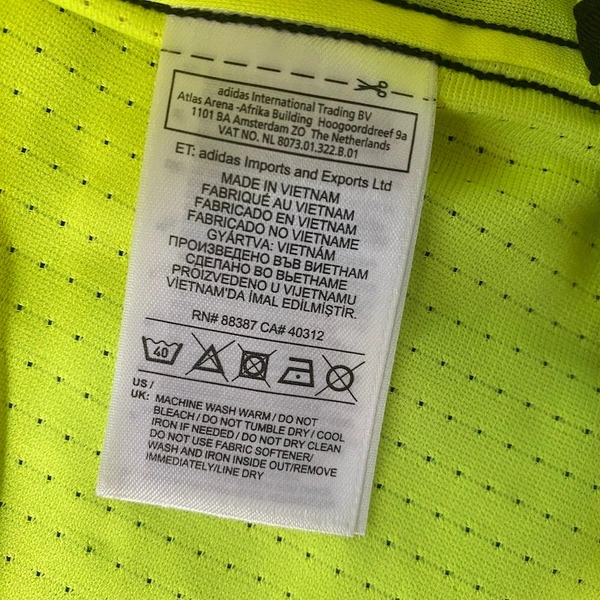 adidas International Trading BV
Atlas Arena -Afrika Building Hoogoorddreef 9a
1101 BA Amsterdam ZO The Netherlands
VAT NO. NL 8073.01.322.B.01
ET: adidas Imports and Exports Ltd
MADE IN VIETNAM
FABRIQUÉ AU VIETNAM
FABRICADO EN VIETNAM
FABRICADO NO VIETNAME
GYÁRTVA: VIETNÁM
ПРОИЗВЕДЕНО ВЪВ ВИЕТНАМ
СДЕЛАНО ВО ВЬЕТНАМЕ
PROIZVEDENO U VIJETNAMU
VİETNAM'DA İMAL EDİLMİŞTİR.
RN# 88387 CA# 40312
40
US /
UK: MACHINE WASH WARM / DO NOT
BLEACH / DO NOT TUMBLE DRY / COOL
IRON IF NEEDED / DO NOT DRY CLEAN
DO NOT USE FABRIC SOFTENER/
WASH AND IRON INSIDE OUT/REMOVE
IMMEDIATELY/LINE DRY